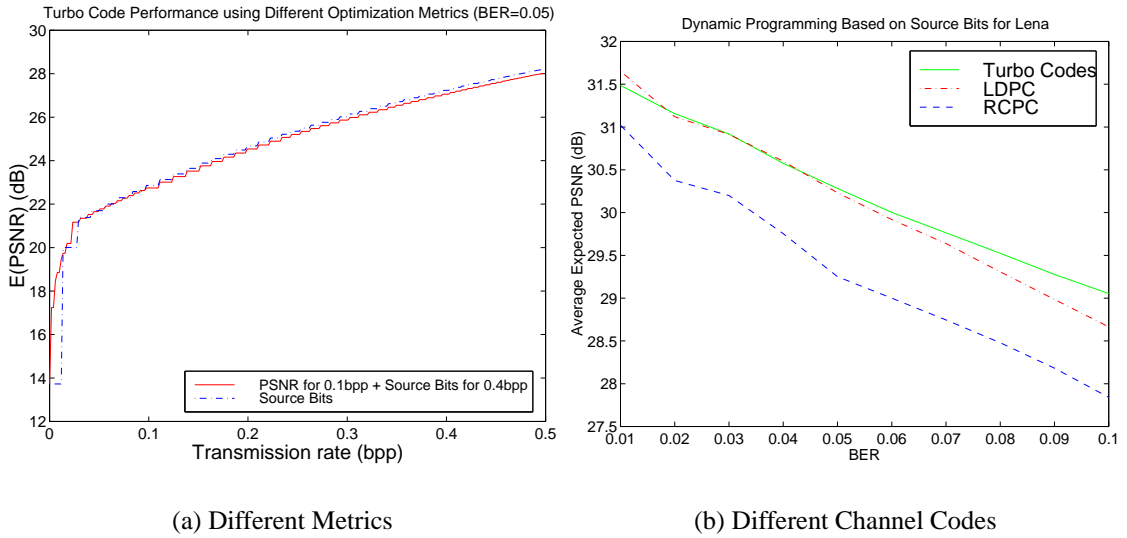 Turbo Code Performance using Different Optimization Metrics (BER=0.05)
30
28
26
24
22
20
18
16
14
12
E(PSNR) (dB)
0
0.1
0.2
0.3
0.4
0.5
Transmission rate (bpp)
PSNR for 0.1bpp + Source Bits for 0.4bpp
Source Bits
(a) Different Metrics
Dynamic Programming Based on Source Bits for Lena
32
31.5
31
30.5
30
29.5
29
28.5
28
27.5
Average Expected PSNR (dB)
0.01
0.02
0.03
0.04
0.05
0.06
0.07
0.08
0.09
0.1
BER
Turbo Codes
LDPC
RCPC
(b) Different Channel Codes